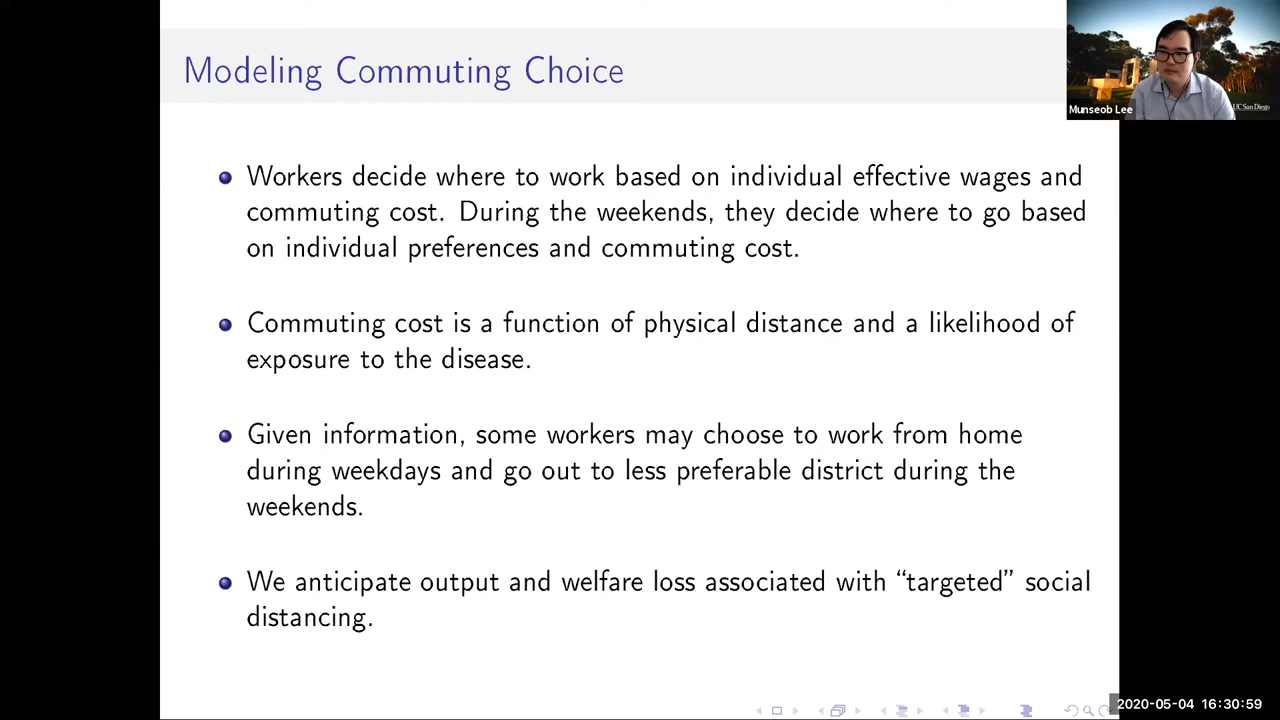 Modeling Commuting Choice
Munseob Lee
UC San Diego
Workers decide where to work based on individual effective wages and
commuting cost. During the weekends, they decide where to go based
on individual preferences and commuting cost.
Commuting cost is a function of physical distance and a likelihood of
exposure to the disease.
Given information, some workers may choose to work from home
during weekdays and go out to less preferable district during the
weekends.
We anticipate output and welfare loss associated with “targeted” social
distancing.
2020-05-04 16:30:59